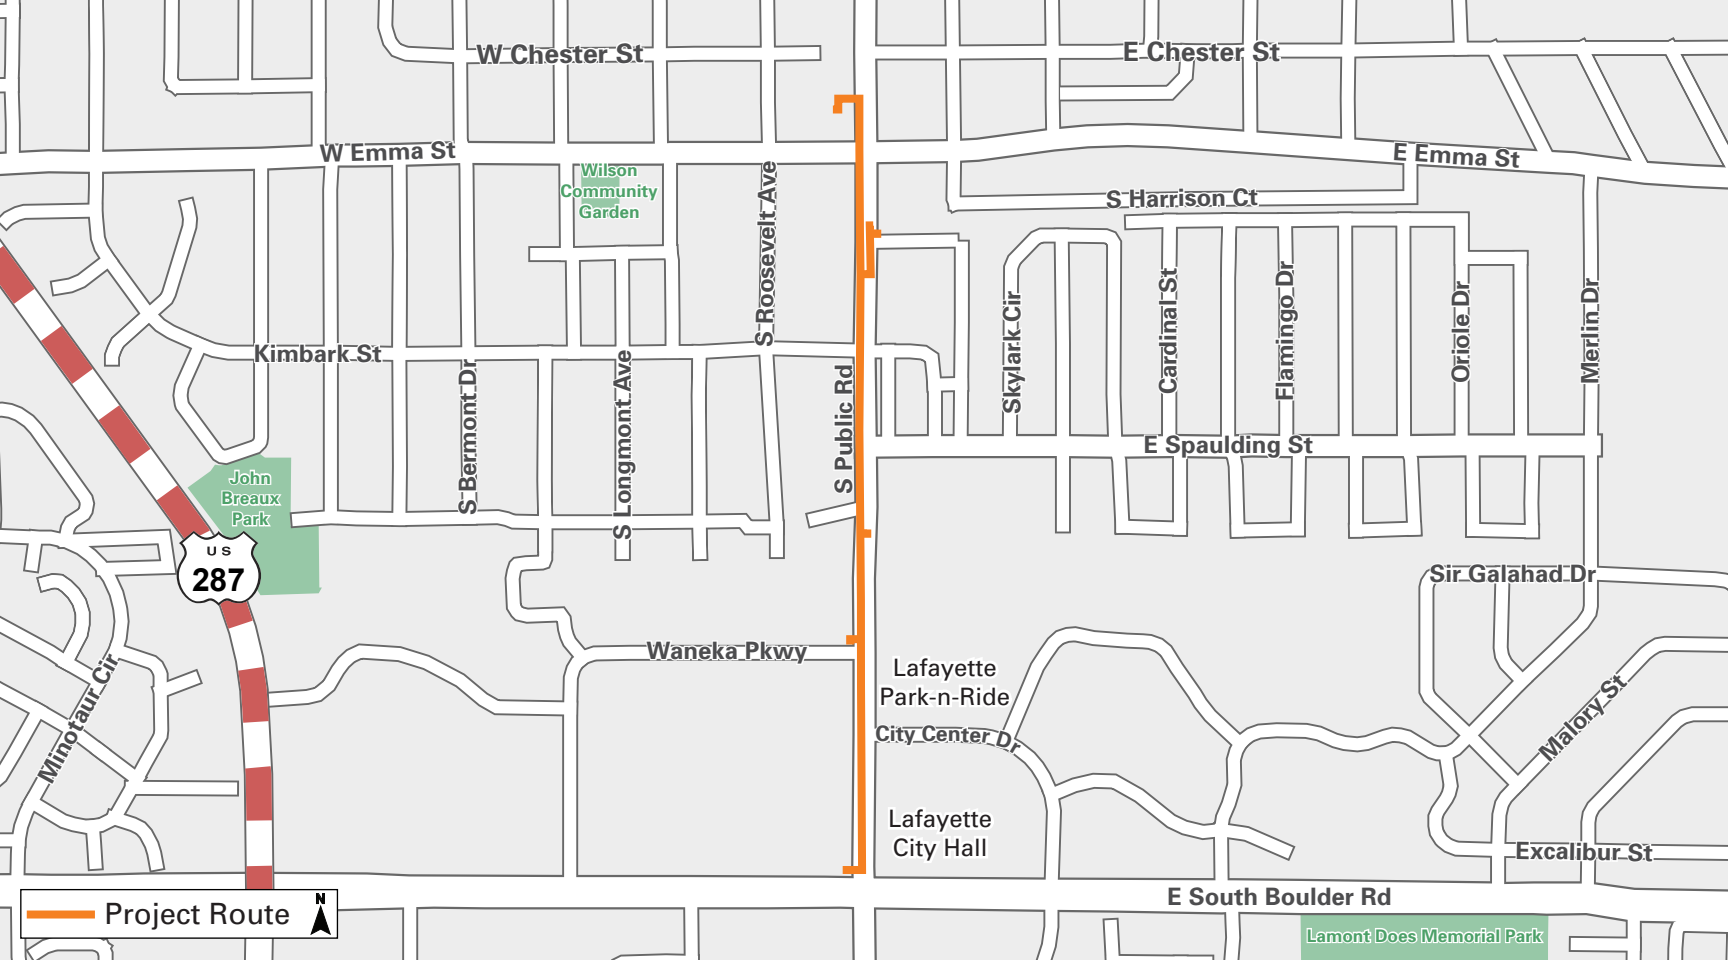 W Chester St
E Chester St
W Emma St
E Emma St
Wilson
Community
Garden
S Roosevelt Ave
S Harrison Ct
Kimbark St
S Bermont Dr
S Longmont Ave
S Public Rd
Skylark Cir
Cardinal St
Flamingo Dr
Oriole Dr
Merlin Dr
E Spaulding St
John
Breaux
Park
US
287
Sir Galahad Dr
Minotaur Cir
Waneka Pkwy
Lafayette
Park-n-Ride
City Center Dr
Malory St
Lafayette
City Hall
Excalibur St
E South Boulder Rd
Project Route
N
Lamont Does Memorial Park